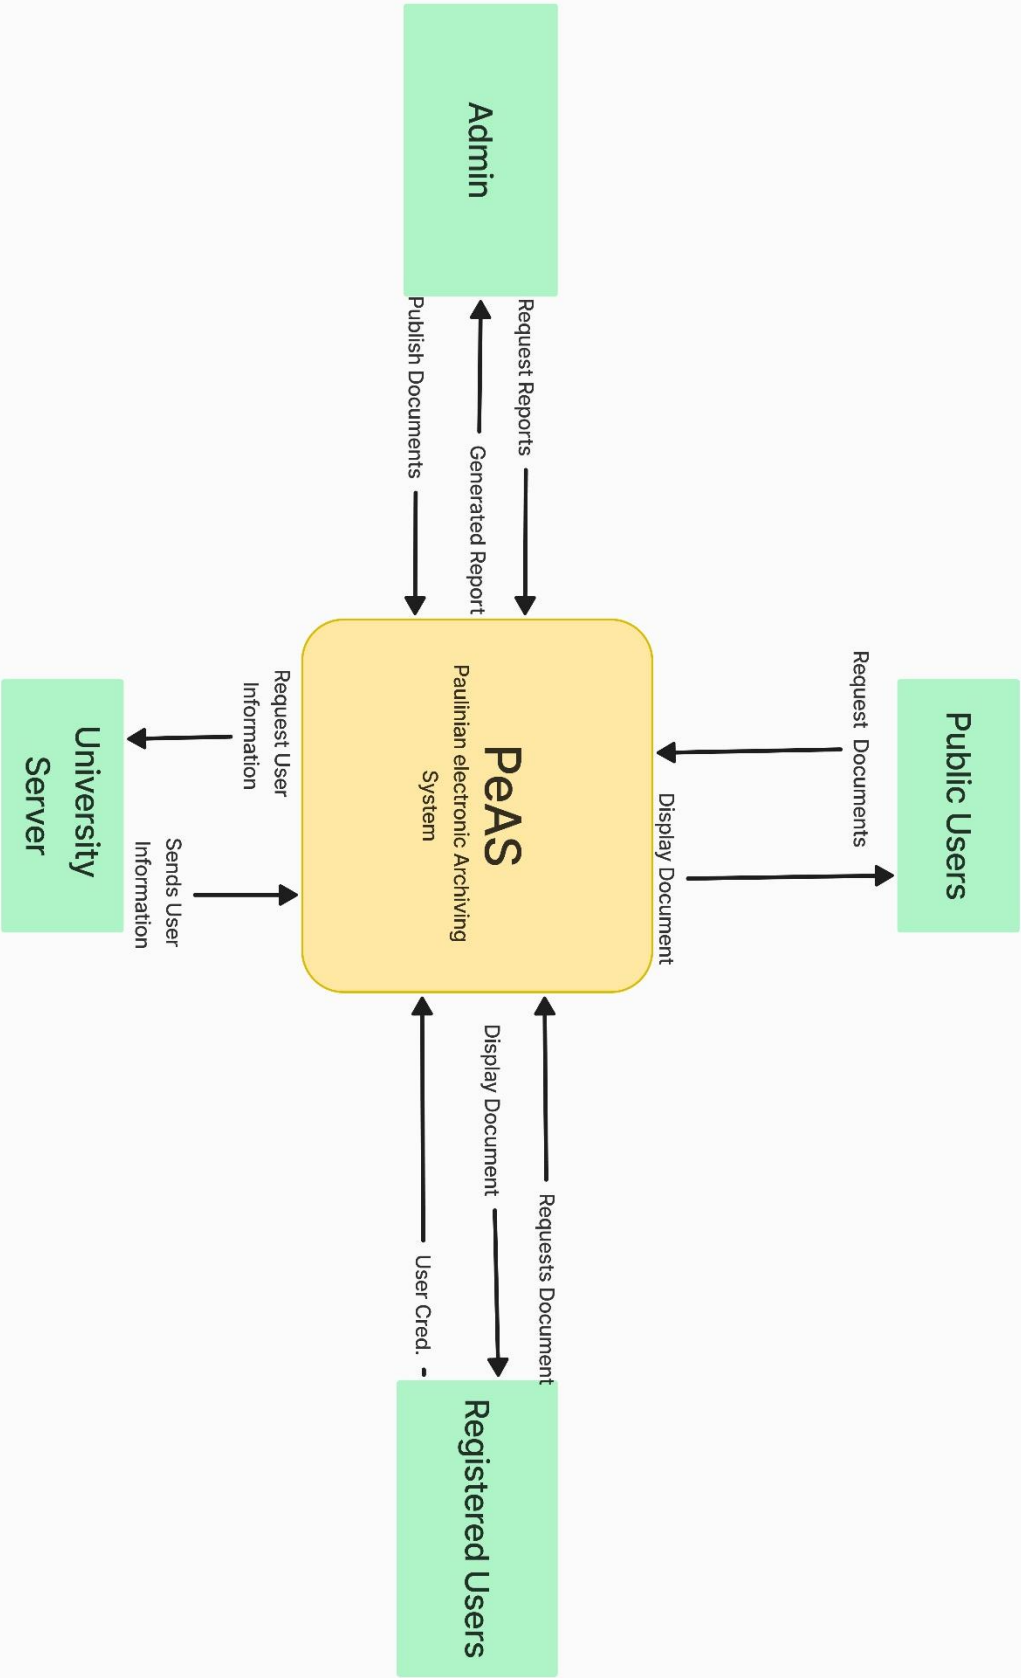 Public Users
Request  Documents
Display Document
Admin
Request Reports
Generated Report
Publish Documents
PeAS
Paulinian electronic Archiving
System
Requests Document
Display Document
User Cred.
Registered Users
Request User
Information
Sends User
Information
University
Server